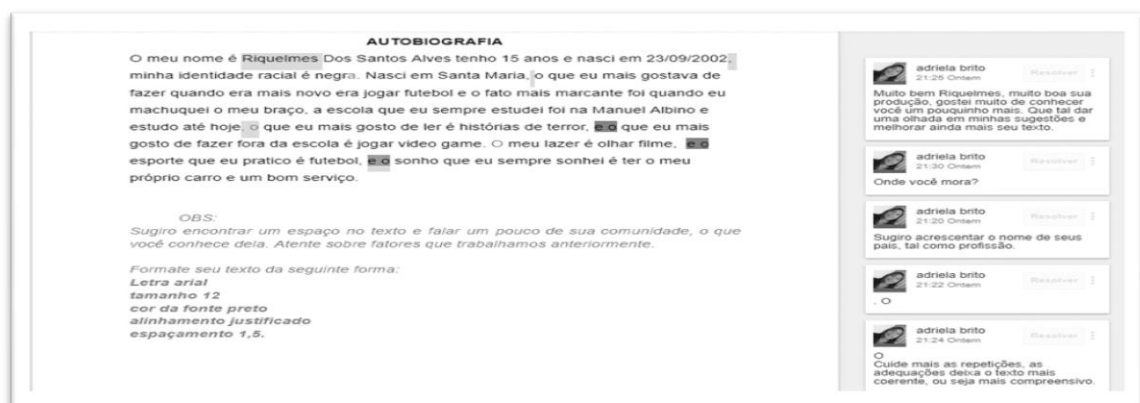 AUTOBIOGRAFIA
O meu nome é Riquelmes Dos Santos Alves tenho 15 anos e nasci em 23/09/2002,
minha identidade racial é negra. Nasci em Santa Maria, o que eu mais gostava de
fazer quando era mais novo era jogar futebol e o fato mais marcante foi quando eu
machuquei o meu braço, a escola que eu sempre estudei foi na Manuel Albino e
estudo até hoje, o que eu mais gosto de ler é histórias de terror, e o que eu mais
gosto de fazer fora da escola é jogar video game. O meu lazer é olhar filme, e o
esporte que eu pratico é futebol, e o sonho que eu sempre sonhei é ter o meu
próprio carro e um bom serviço.
OBS:
Sugiro encontrar um espaço no texto e falar um pouco de sua comunidade, o que
você conhece dela. Atente sobre fatores que trabalhamos anteriormente.
Formate seu texto da seguinte forma:
Letra arial
tamanho 12
cor da fonte preto
alinhamento justificado
espaçamento 1,5.
adriela brito
21:25 Ontem
Resolver
Muito bem Riquelmes, muito boa sua
produção, gostei muito de conhecer
você um pouquinho mais. Que tal dar
uma olhada em minhas sugestões e
melhorar ainda mais seu texto.
adriela brito
21:30 Ontem
Resolver
Onde você mora?
adriela brito
21:20 Ontem
Resolver
Sugiro acrescentar o nome de seus
pais, tal como profissão.
adriela brito
21:22 Ontem
Resolver
. O
adriela brito
21:24 Ontem
Resolver
O
Cuide mais as repetições, as
adequações deixa o texto mais
coerente, ou seja mais compreensivo.